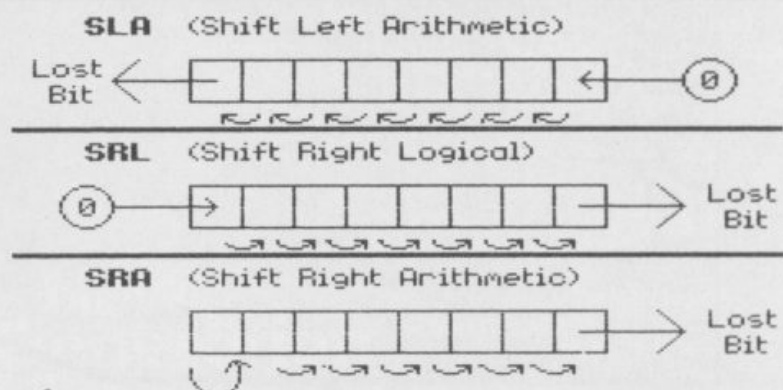 SLA (Shift Left Arithmetic)
Lost
Bit
0
SRL (Shift Right Logical)
0
Lost
Bit
SRA (Shift Right Arithmetic)
Lost
Bit